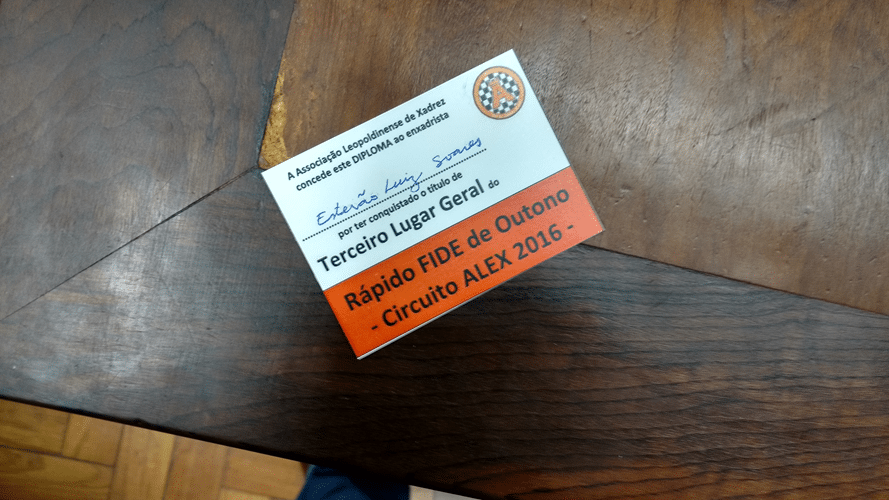 A Associação Leopoldinense de Xadrez
concede este DIPLOMA ao enxadrista
Estevão Luiz Soares
por ter conquistado o título de
Terceiro Lugar Geral do
Rápido FIDE de Outono
- Circuito ALEX 2016 -